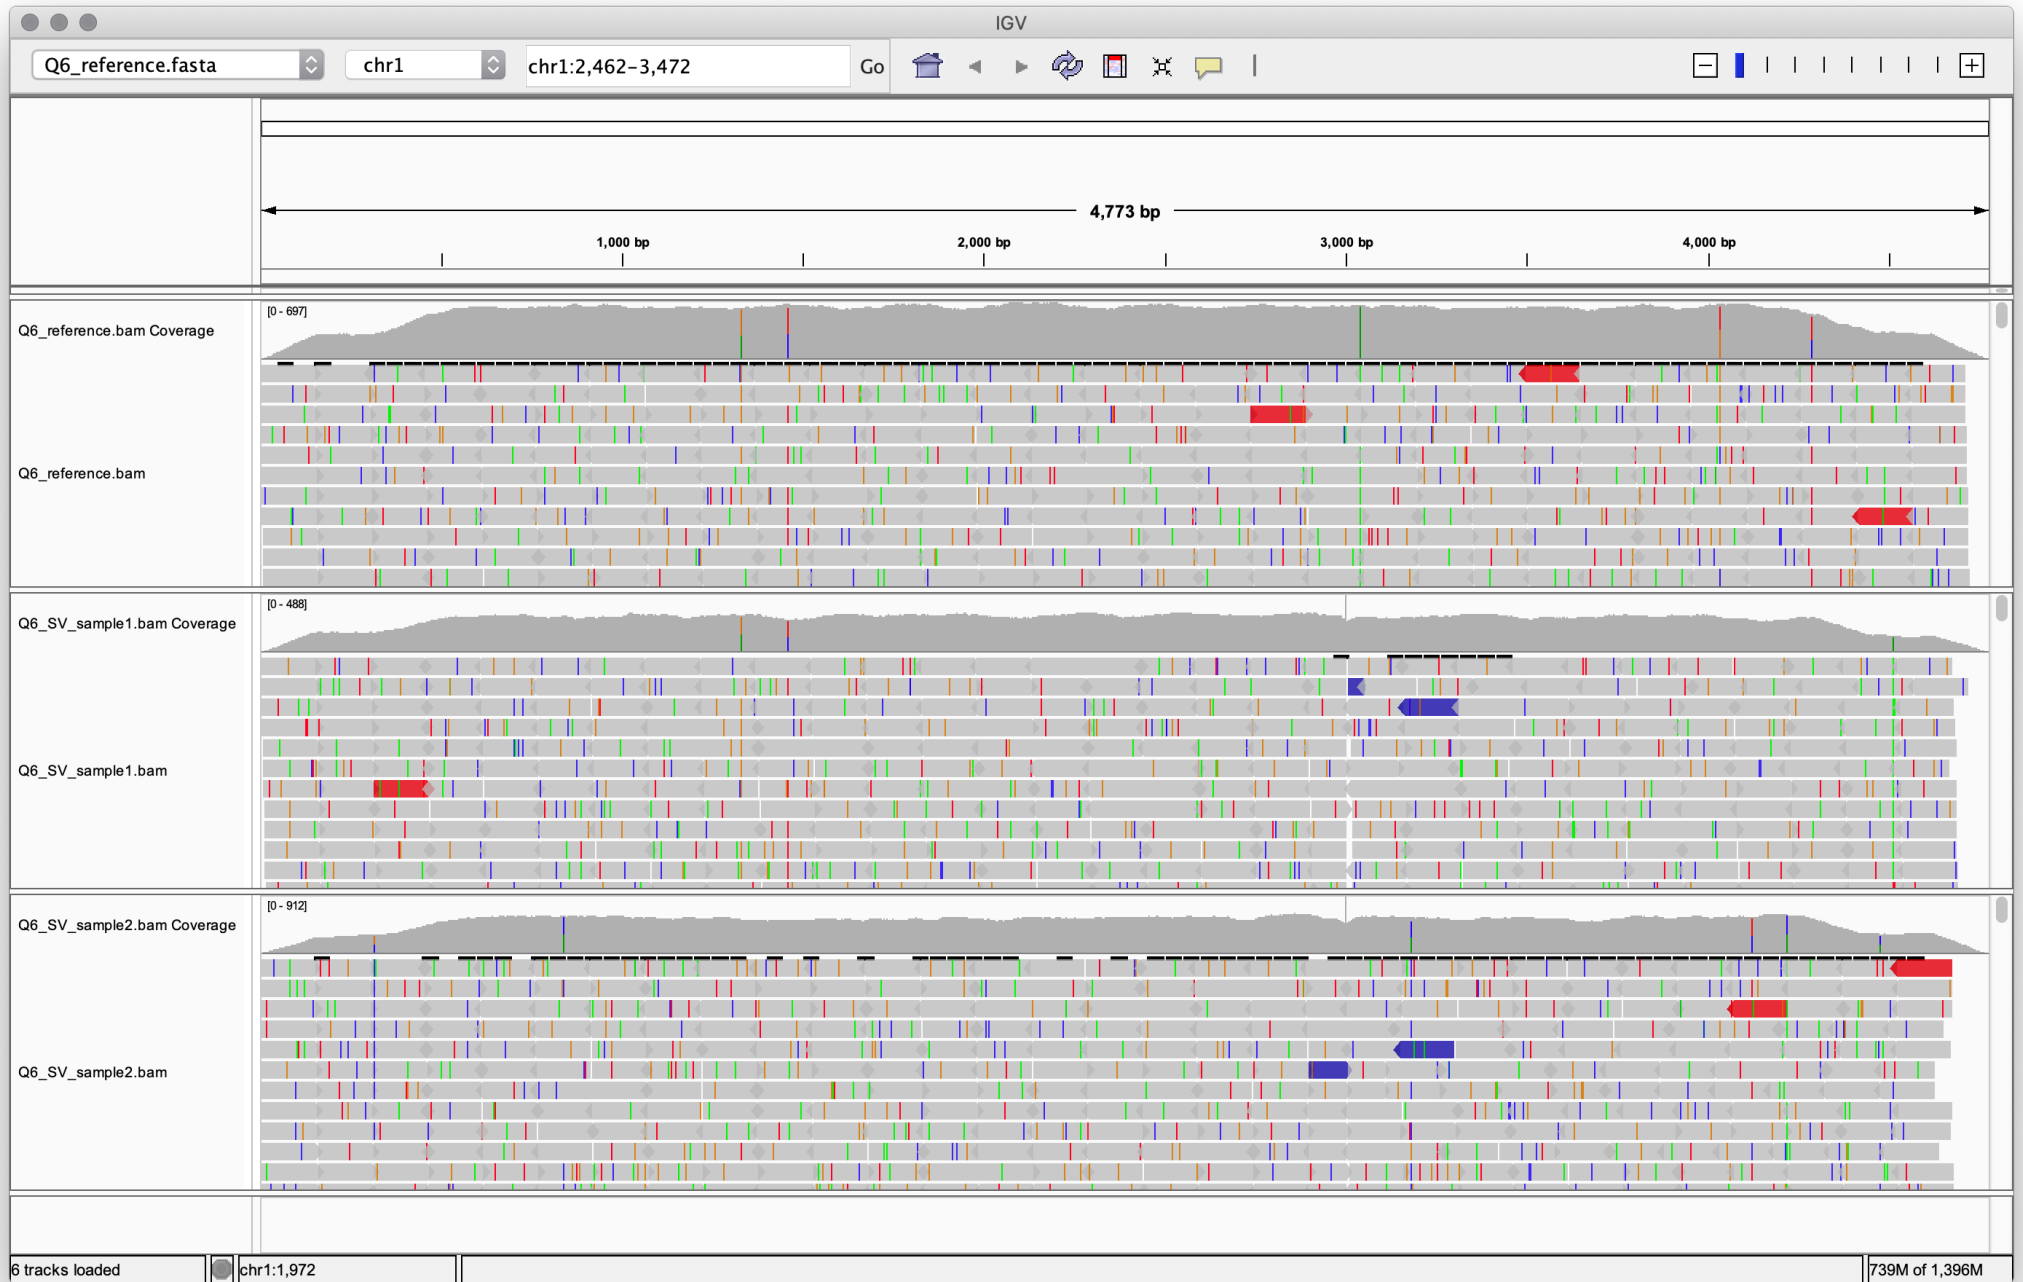 IGV
Q6_reference.fasta chr1 chr1:2,462-3,472 Go
4,773 bp
1,000 bp 2,000 bp 3,000 bp 4,000 bp
[0 - 697]
Q6_reference.bam Coverage
Q6_reference.bam
[0 - 488]
Q6_SV_sample1.bam Coverage
Q6_SV_sample1.bam
[0 - 912]
Q6_SV_sample2.bam Coverage
Q6_SV_sample2.bam
6 tracks loaded chr1:1,972 739M of 1,396M